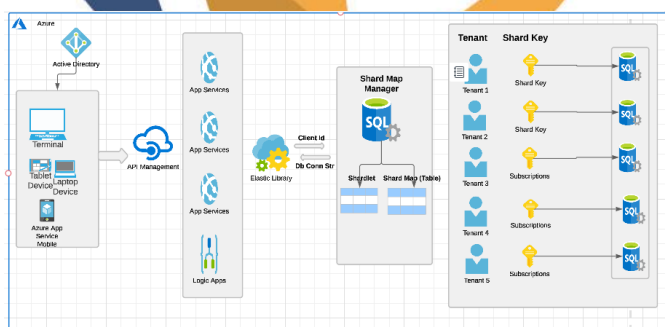 Azure
Active Directory
Terminal
Tablet
Device
Laptop
Device
Azure App
Service
Mobile
API Management
App Services
App Services
App Services
Logic Apps
Elastic Library
Client Id
Db Conn Str
Shard Map
Manager
SQL
Shardlet
Shard Map (Table)
Tenant
Shard Key
Tenant 1
Shard Key
SQL
Tenant 2
Shard Key
SQL
Tenant 3
Subscriptions
SQL
Tenant 4
Subscriptions
SQL
Tenant 5
Subscriptions
SQL